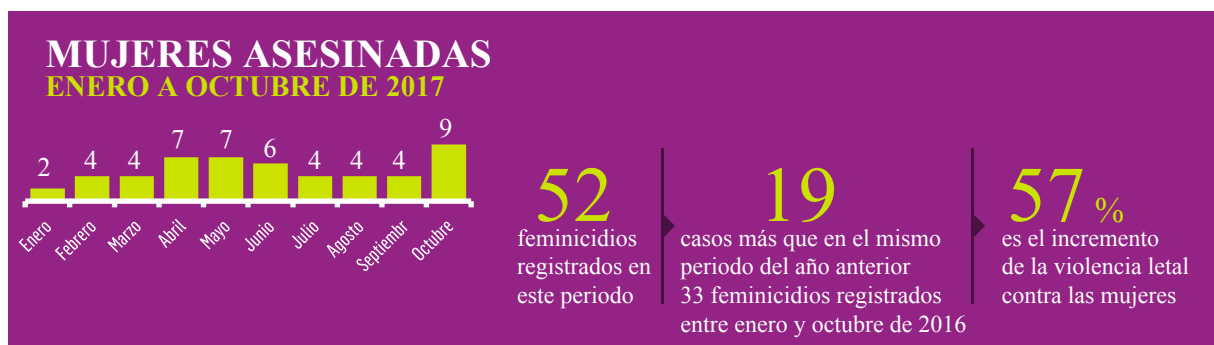 MUJERES ASESINADAS
ENERO A OCTUBRE DE 2017
2 4 4 7 7 6 4 4 4 9
Enero Febrero Marzo Abril Mayo Junio Julio Agosto Septiembr Octubre
52
feminicidios
registrados en
este periodo
19
casos más que en el mismo
periodo del año anterior
33 feminicidios registrados
entre enero y octubre de 2016
57 %
es el incremento
de la violencia letal
contra las mujeres